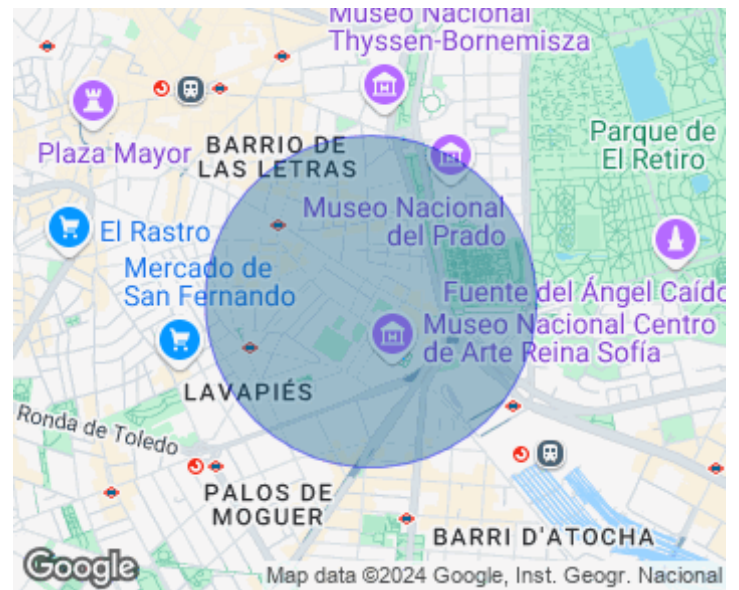 Museo Nacional
Thyssen-Bornemisza
Plaza Mayor
BARRIO DE
LAS LETRAS
Parque de
El Retiro
Museo Nacional
del Prado
El Rastro
Mercado de
San Fernando
Fuente del Ángel Caído
Museo Nacional Centro
de Arte Reina Sofía
LAVAPIÉS
Ronda de Toledo
PALOS DE
MOGUER
BARRI D'ATOCHA
Google
Map data ©2024 Google, Inst. Geogr. Nacional